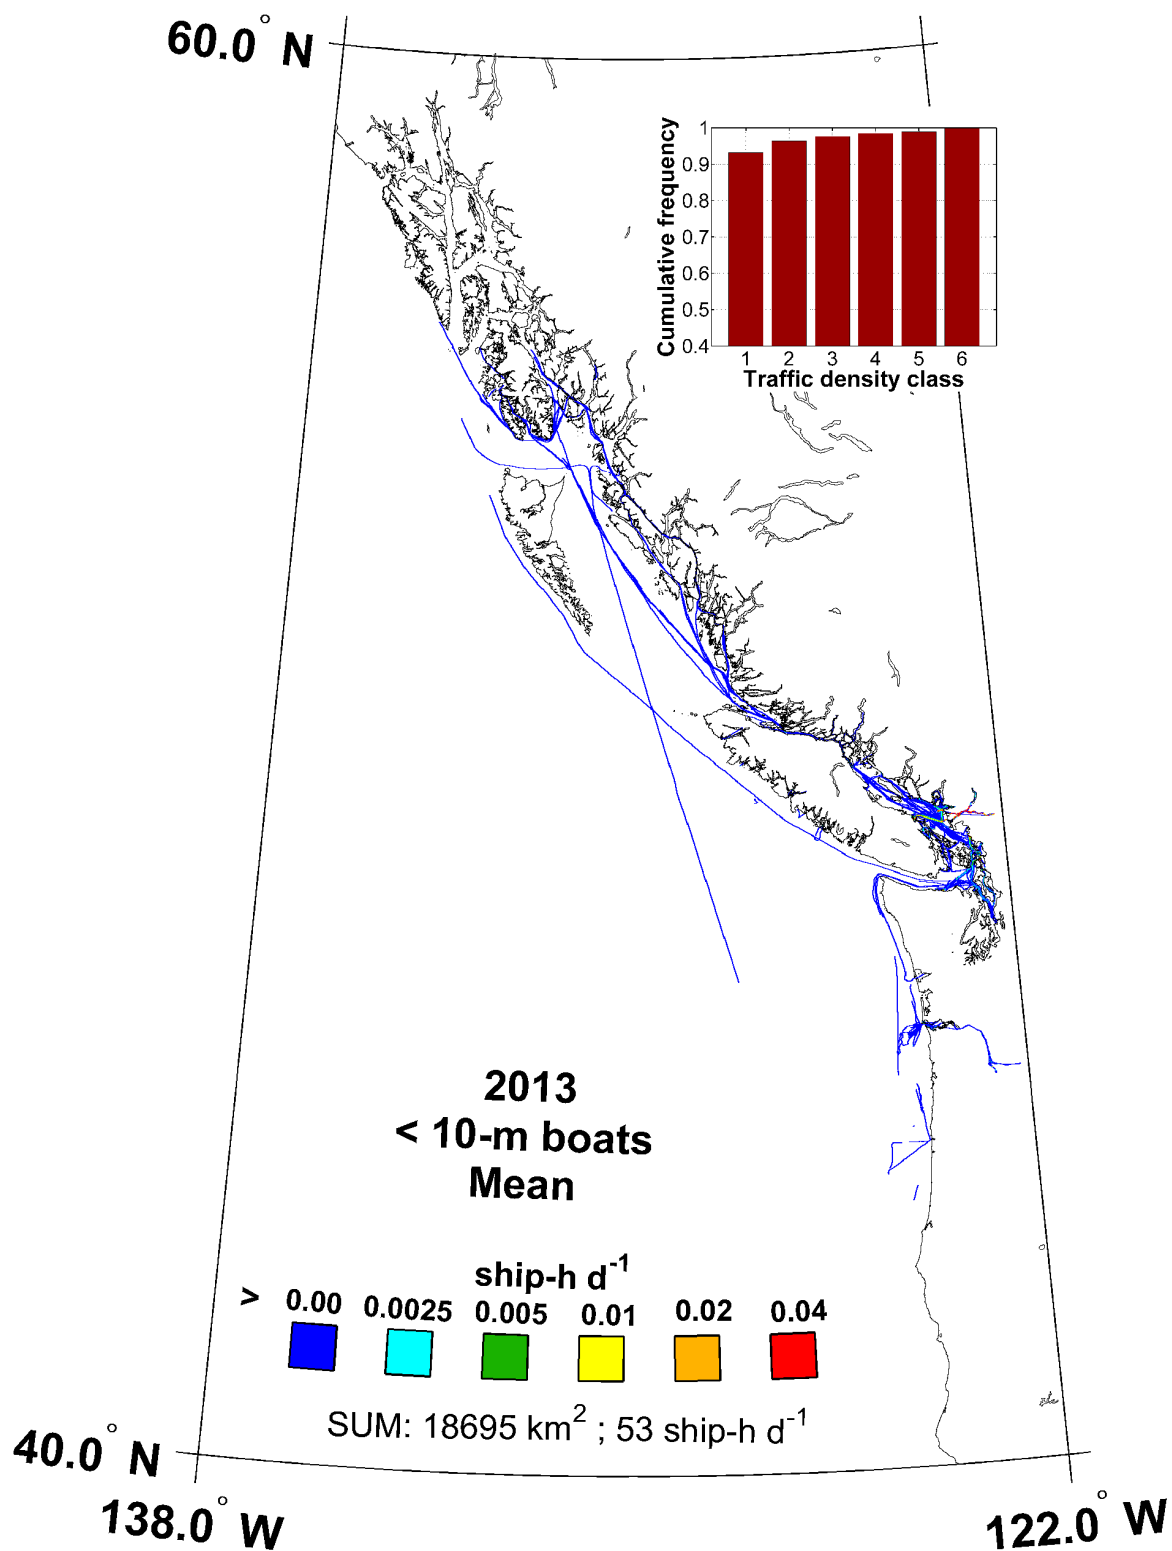 60.0° N
Cumulative frequency
1
0.9
0.8
0.7
0.6
0.5
0.4
1 2 3 4 5 6
Traffic density class
2013
< 10-m boats
Mean
ship-h d⁻¹
> 0.00 0.0025 0.005 0.01 0.02 0.04
SUM: 18695 km² ; 53 ship-h d⁻¹
40.0° N
138.0° W
122.0° W